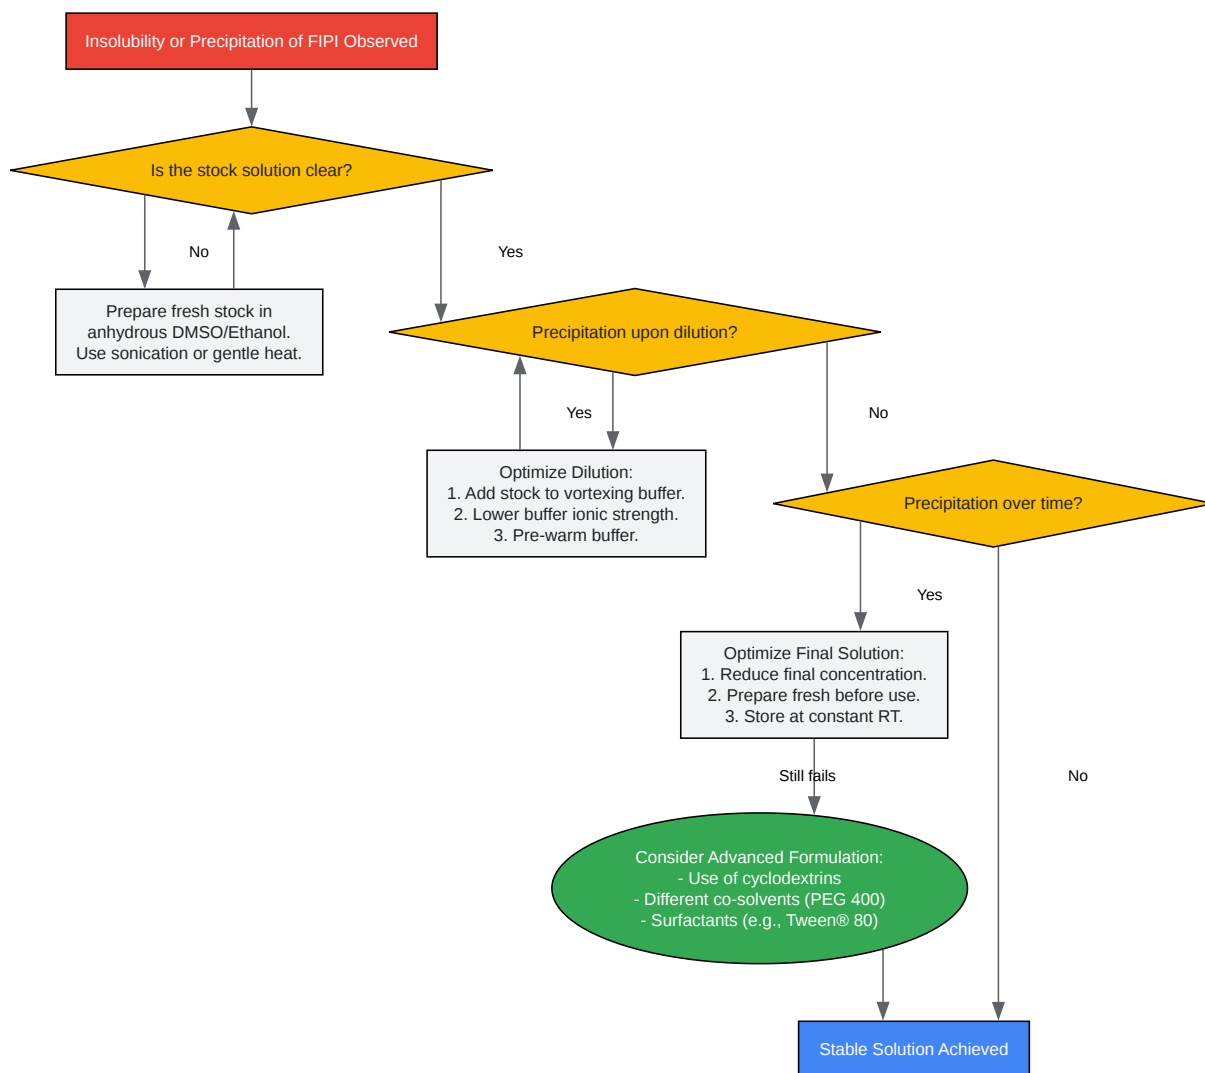 Insolubility or Precipitation of FIPI Observed
Is the stock solution clear?
No
Yes
Prepare fresh stock in
anhydrous DMSO/Ethanol.
Use sonication or gentle heat.
Precipitation upon dilution?
Yes
No
Optimize Dilution:
1. Add stock to vortexing buffer.
2. Lower buffer ionic strength.
3. Pre-warm buffer.
Precipitation over time?
Yes
Optimize Final Solution:
1. Reduce final concentration.
2. Prepare fresh before use.
3. Store at constant RT.
Still fails
No
Consider Advanced Formulation:
- Use of cyclodextrins
- Different co-solvents (PEG 400)
- Surfactants (e.g., Tween® 80)
Stable Solution Achieved